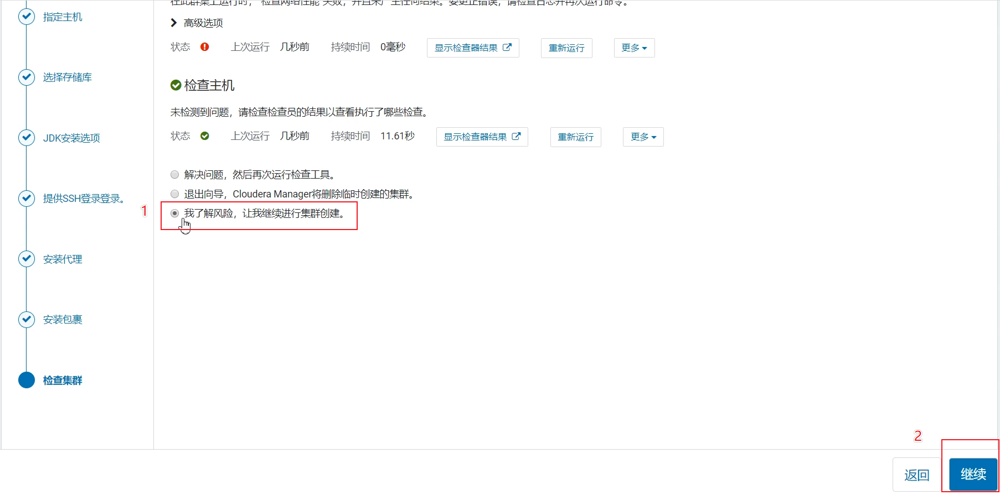 在此群集上运行时，"检查网络性能"失败，并且未产生任何结果。要更正错误，请检查日志并再次运行命令。
指定主机
高级选项
状态 上次运行 几秒前 持续时间 0毫秒 显示检查器结果 重新运行 更多
选择存储库
检查主机
未检测到问题，请检查检查员的结果以查看执行了哪些检查。
JDK安装选项
状态 上次运行 几秒前 持续时间 11.61秒 显示检查器结果 重新运行 更多
解决问题，然后再次运行检查工具。
退出向导，Cloudera Manager将删除临时创建的集群。
提供SSH登录登录。
1
我了解风险，让我继续进行集群创建。
安装代理
安装包裹
检查集群
2
返回 继续